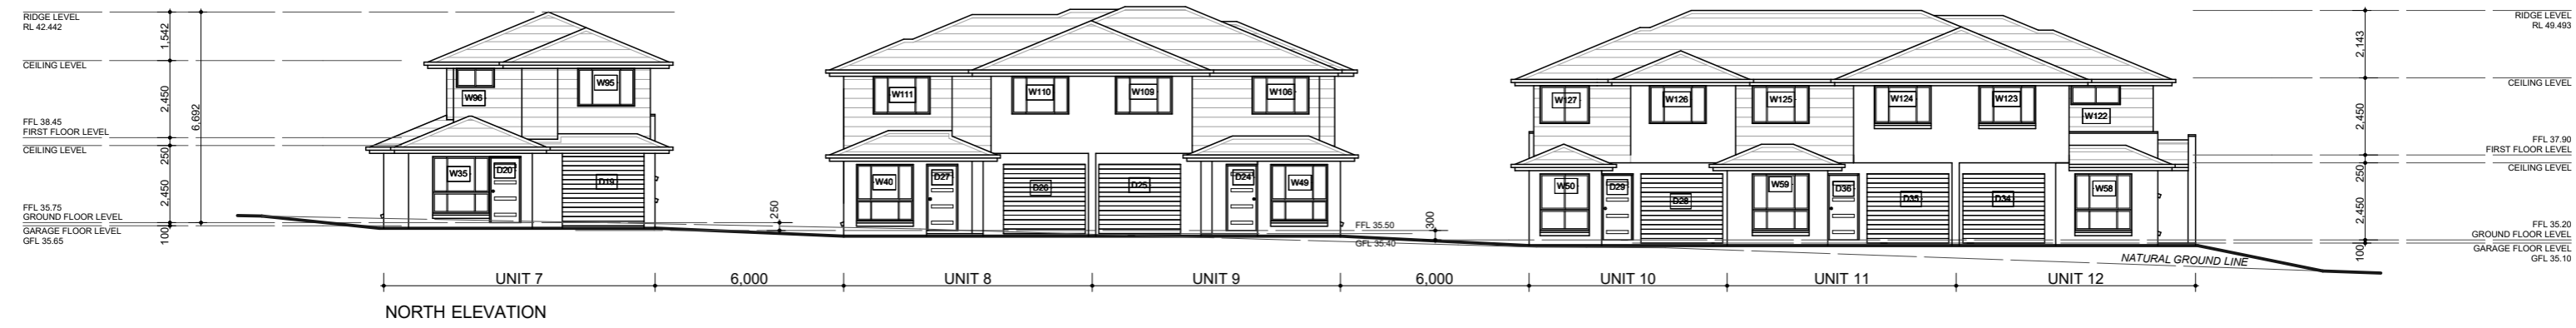 RIDGE LEVEL
RL 42.442
1,542
CEILING LEVEL
2,450
6,692
FFL 38.45
FIRST FLOOR LEVEL
CEILING LEVEL
250
2,450
FFL 35.75
GROUND FLOOR LEVEL
GARAGE FLOOR LEVEL
GFL 35.65
100
W96
W95
W35
D20
D19
250
W111
W110
W109
W106
W40
D27
D26
D25
D24
W49
FFL 35.50
GFL 35.40
300
W127
W126
W125
W124
W123
W122
W50
D29
D28
W59
D36
D35
D34
W58
NATURAL GROUND LINE
RIDGE LEVEL
RL 49.493
2,143
CEILING LEVEL
2,450
FFL 37.90
FIRST FLOOR LEVEL
CEILING LEVEL
250
2,450
FFL 35.20
GROUND FLOOR LEVEL
GARAGE FLOOR LEVEL
GFL 35.10
100
UNIT 7
6,000
UNIT 8
UNIT 9
6,000
UNIT 10
UNIT 11
UNIT 12
NORTH ELEVATION